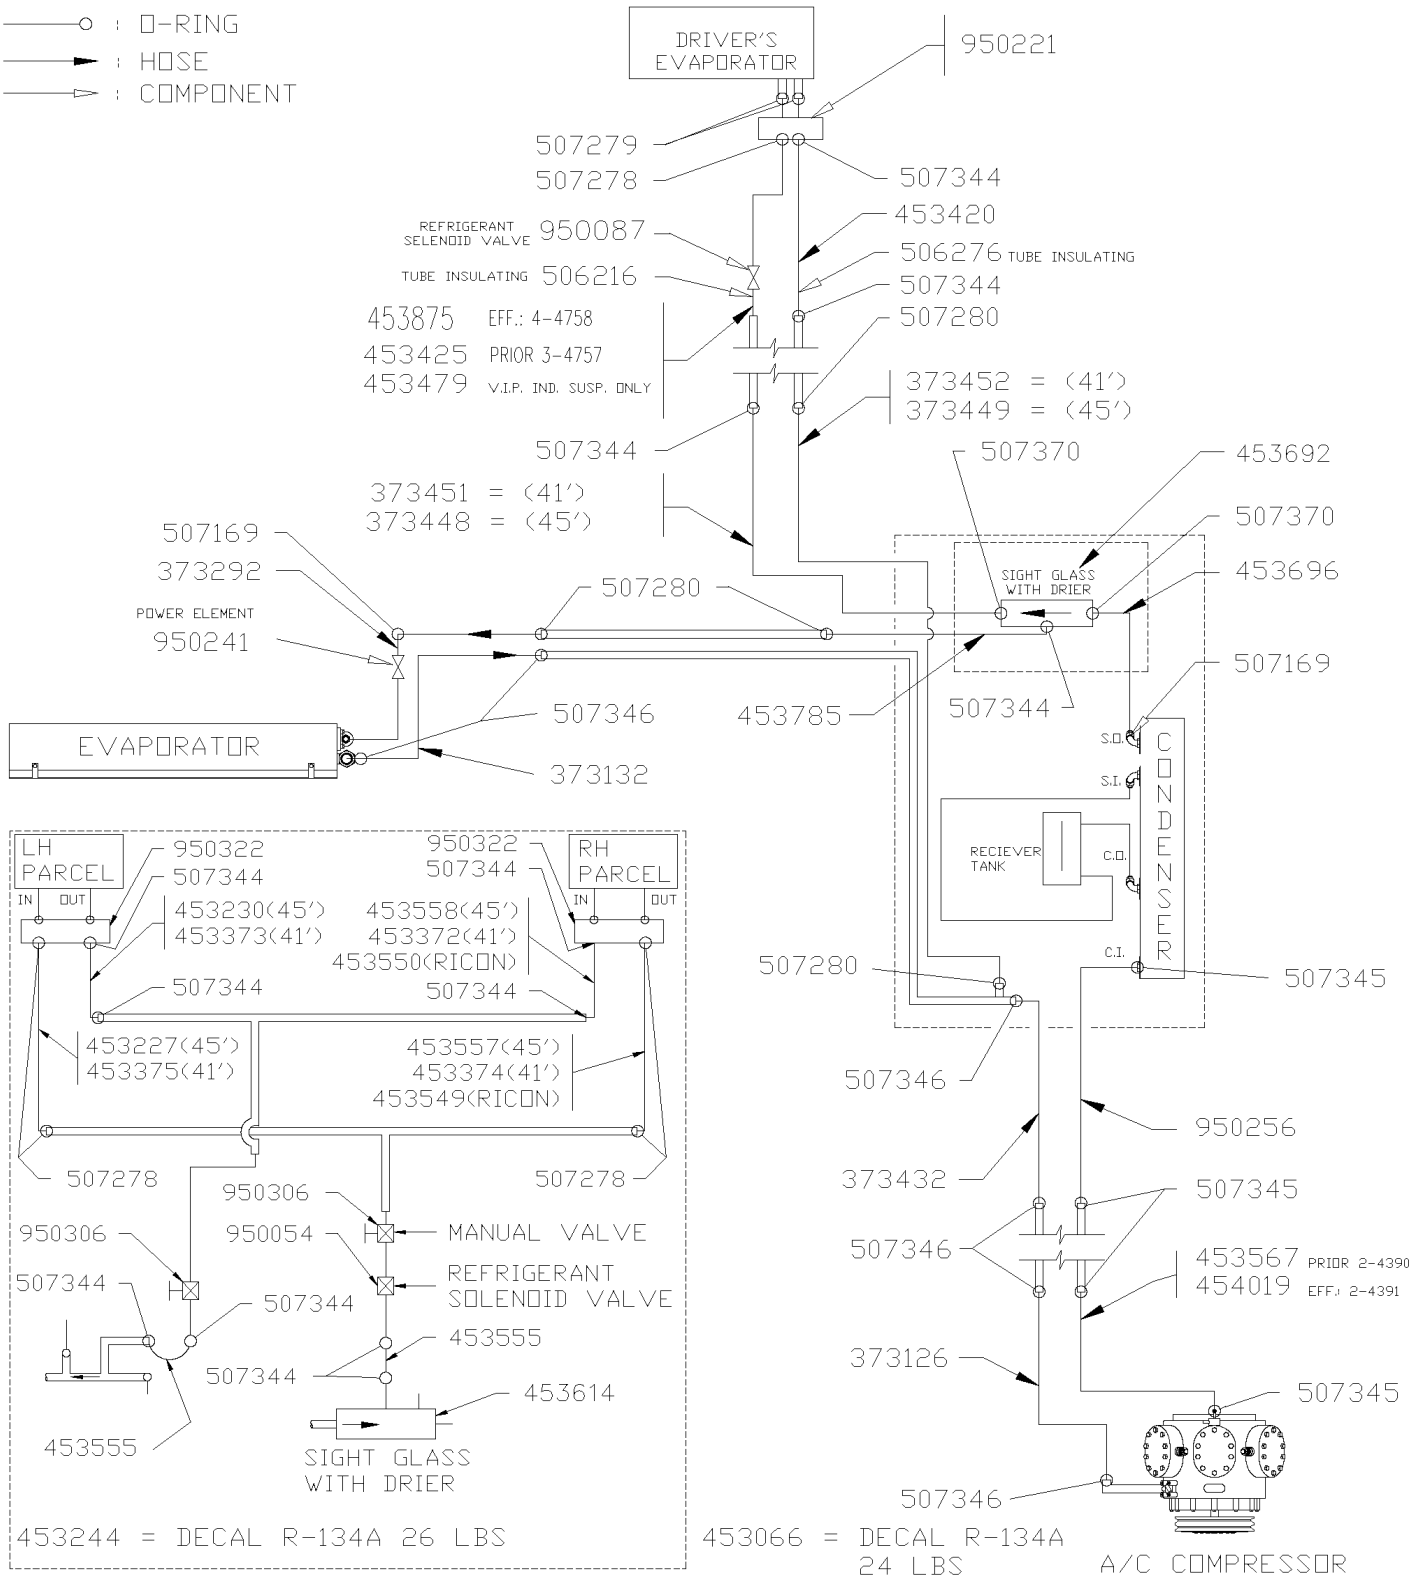 : O-RING
: HOSE
: COMPONENT
DRIVER'S
EVAPORATOR
950221
507279
507278
507344
453420
REFRIGERANT
SELENOID VALVE 950087
506276 TUBE INSULATING
TUBE INSULATING 506216
507344
507280
453875 EFF.: 4-4758
453425 PRIOR 3-4757
453479 V.I.P. IND. SUSP. ONLY
373452 = (41')
373449 = (45')
507344
507370
453692
373451 = (41')
373448 = (45')
507370
507169
373292
507280
SIGHT GLASS
WITH DRIER
453696
POWER ELEMENT
950241
507169
507346
453785
507344
EVAPORATOR
373132
S.O.
S.I.
C.O.
C.I.
CONDENSER
RECIEVER
TANK
507280
507345
507346
LH
PARCEL
IN OUT
950322
507344
453230(45')
453373(41')
950322
507344
RH
PARCEL
IN OUT
453558(45')
453372(41')
453550(RICON)
507344
507344
453227(45')
453375(41')
453557(45')
453374(41')
453549(RICON)
507278
507278
950256
373432
507345
507346
950306
950306
MANUAL VALVE
950054
REFRIGERANT
SOLENOID VALVE
507344
507344
453555
507344
453614
453555
SIGHT GLASS
WITH DRIER
453567 PRIOR 2-4390
454019 EFF.: 2-4391
373126
507345
507346
453244 = DECAL R-134A 26 LBS
453066 = DECAL R-134A
24 LBS
A/C COMPRESSOR